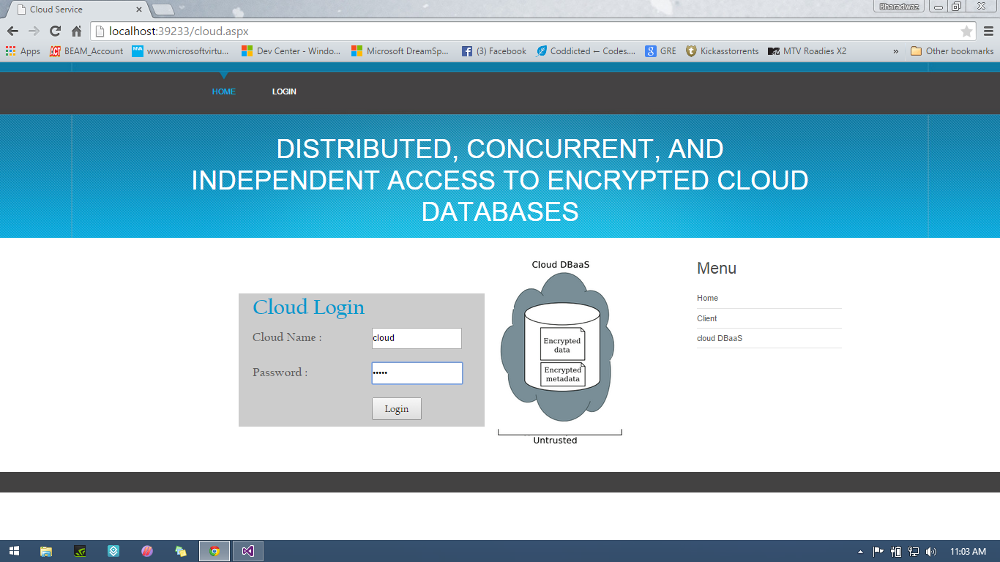 Cloud Service
Bharadwaz
localhost:39233/cloud.aspx
Apps BEAM_Account www.microsoftvirtu... Dev Center - Windo... Microsoft DreamSp... (3) Facebook Coddicted ← Codes.... GRE Kickasstorrents MTV Roadies X2 » Other bookmarks
HOME LOGIN
DISTRIBUTED, CONCURRENT, AND
INDEPENDENT ACCESS TO ENCRYPTED CLOUD
DATABASES
Cloud Login
Cloud Name : cloud
Password : •••••
Login
Cloud DBaaS
Encrypted
data
Encrypted
metadata
Untrusted
Menu
Home
Client
cloud DBaaS
11:03 AM